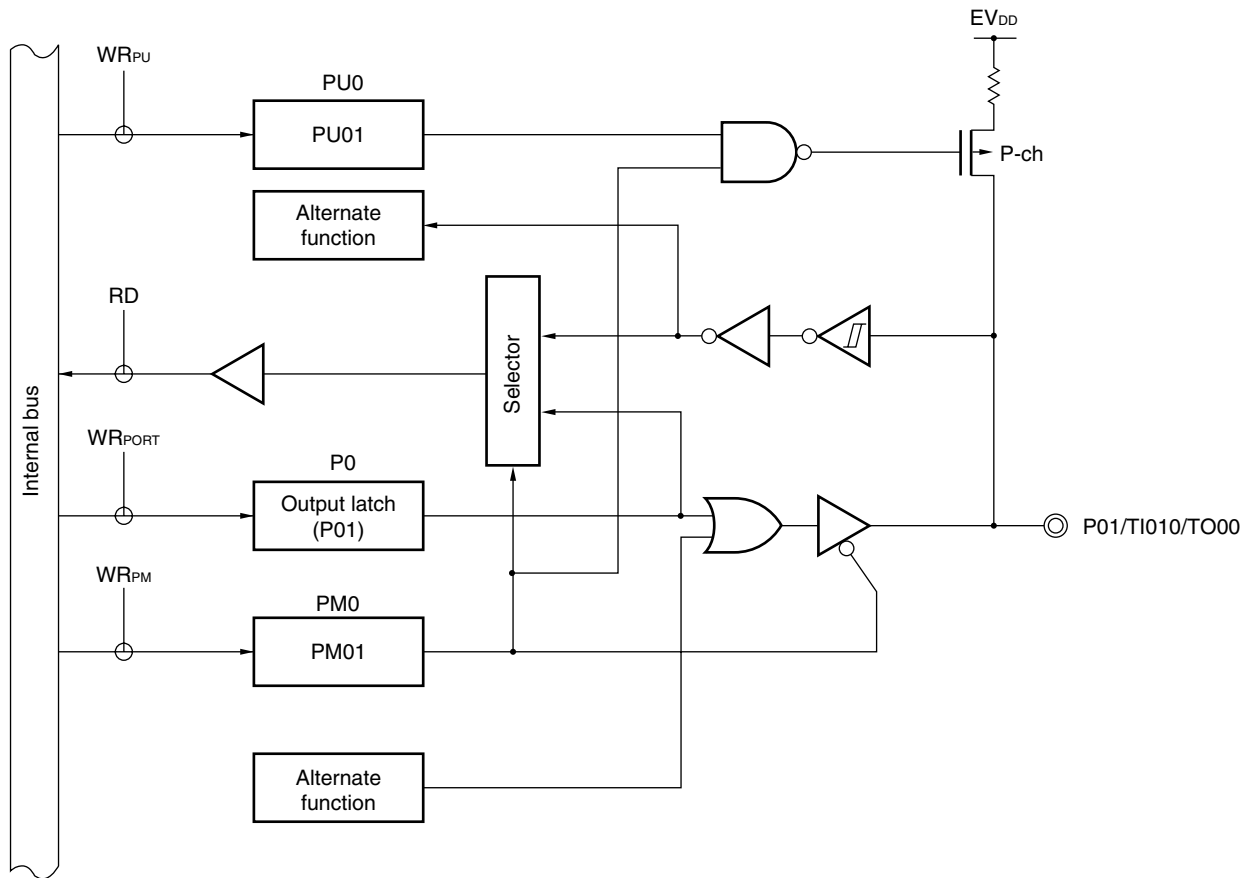 EVDD
WRPU
PU0
PU01
P-ch
Alternate
function
RD
Selector
Internal bus
WRPORT
P0
Output latch
(P01)
P01/TI010/TO00
WRPM
PM0
PM01
Alternate
function